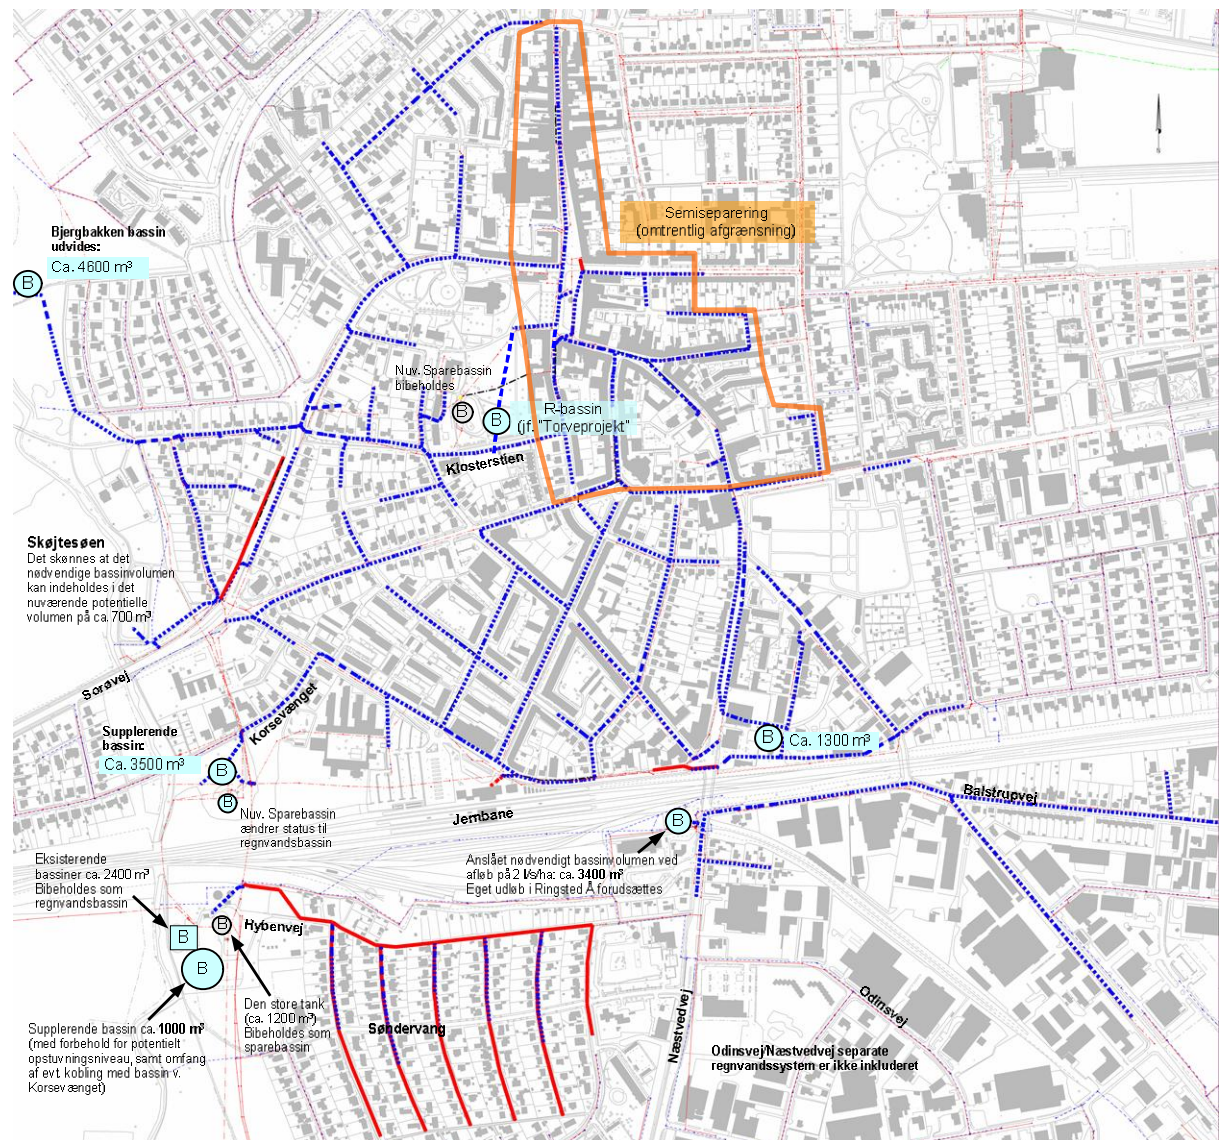 Semiseparering
(omtrentlig afgrænsning)
Bjergbakken bassin
udvides:
Ca. 4600 m³
B
Nuv. Sparebassin
bibeholdes
B
B
R-bassin
(jf. "Torveprojekt"
Klosterstien
Skøjtesøen
Det skønnes at det
nødvendige bassinvolumen
kan indeholdes i det
nuværende potentielle
volumen på ca. 700 m³.
Sorøvej
Korsevænget
Supplerende
bassin:
Ca. 3500 m³
B
B
Nuv. Sparebassin
ændrer status til
regnvandsbassin
B
Ca. 1300 m³
Balstrupvej
Jernbane
B
Anslået nødvendigt bassinvolumen ved
afløb på 2 l/s/ha: ca. 3400 m³
Eget udløb i Ringsted Å forudsættes
Eksisterende
bassiner ca. 2400 m³
Bibeholdes som
regnvandsbassin
B
B
Hybenvej
B
Den store tank
(ca. 1200 m³)
Bibeholdes som
sparebassin
Søndervang
Supplerende bassin ca. 1000 m³
(med forbehold for potentielt
opstuvningsniveau, samt omfang
af evt. kobling med bassin v.
Korsevænget)
Næstvedvej
Odinsvej
Odinsvej/Næstvedvej separate
regnvandssystem er ikke inkluderet